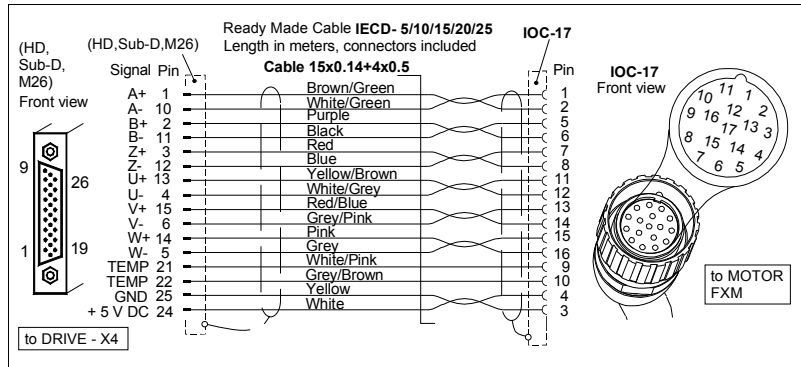 Ready Made Cable IECD- 5/10/15/20/25
Length in meters, connectors included
Cable 15x0.14+4x0.5
(HD,
Sub-D,
M26)
Front view
9
26
1
19
to DRIVE - X4
(HD,Sub-D,M26)
Signal Pin
A+ 1
A- 10
B+ 2
B- 11
Z+ 3
Z- 12
U+ 13
U- 4
V+ 15
V- 6
W+ 14
W- 5
TEMP 21
TEMP 22
GND 25
+ 5 V DC 24
Brown/Green
White/Green
Purple
Black
Red
Blue
Yellow/Brown
White/Grey
Red/Blue
Grey/Pink
Pink
Grey
White/Pink
Grey/Brown
Yellow
White
IOC-17
Pin
1
2
5
6
7
8
11
12
13
14
15
16
9
10
4
3
IOC-17
Front view
10 11 1
9 16 12 2
17 13 3
8 15 14 4
7 6 5
to MOTOR
FXM